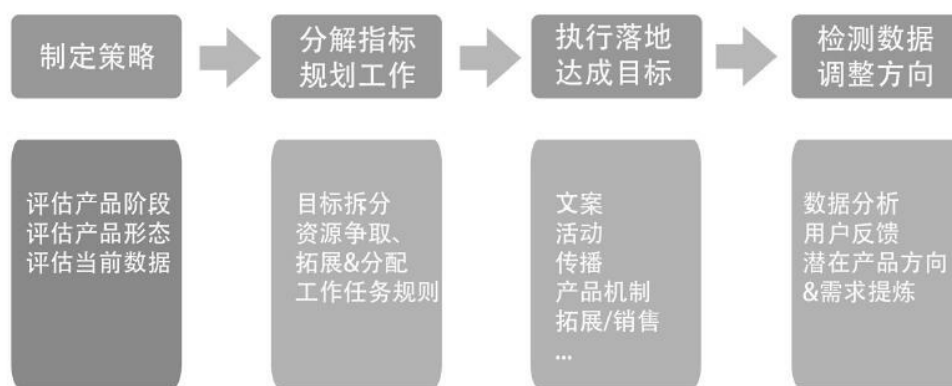 制定策略
分解指标
规划工作
执行落地
达成目标
检测数据
调整方向
评估产品阶段
评估产品形态
评估当前数据
目标拆分
资源争取、
拓展&分配
工作任务规则
文案
活动
传播
产品机制
拓展/销售
...
数据分析
用户反馈
潜在产品方向
&需求提炼